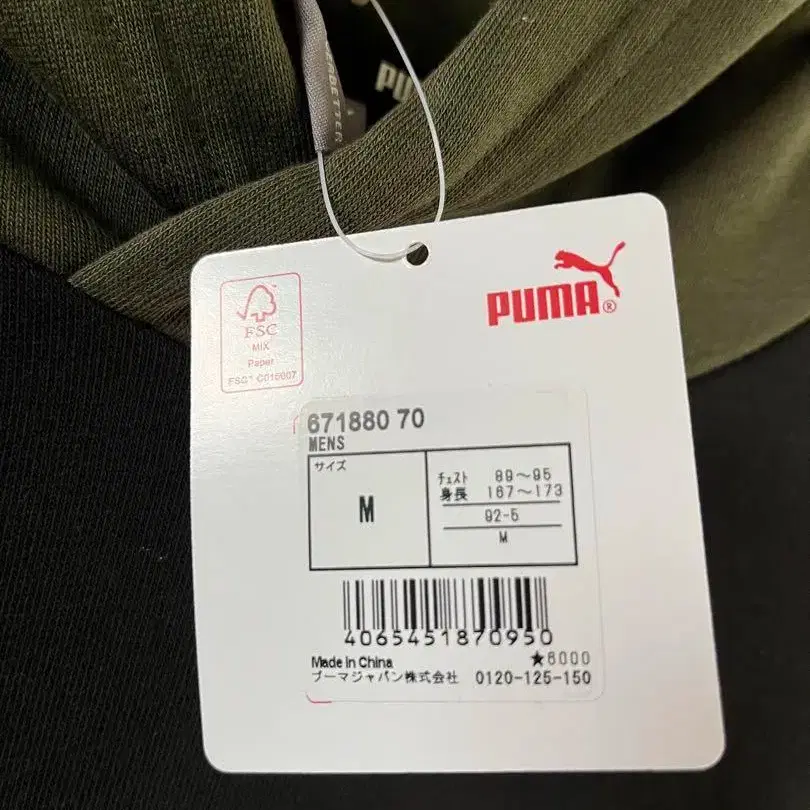 PU
PUMA®
FSC
MIX
Paper
671880 70
MENS
サイズ
M
ﾁｪｽﾄ 89～95
身長 167～173
92-5
M
4065451870950
Made in China
★6000
プーマジャパン株式会社 0120-125-150